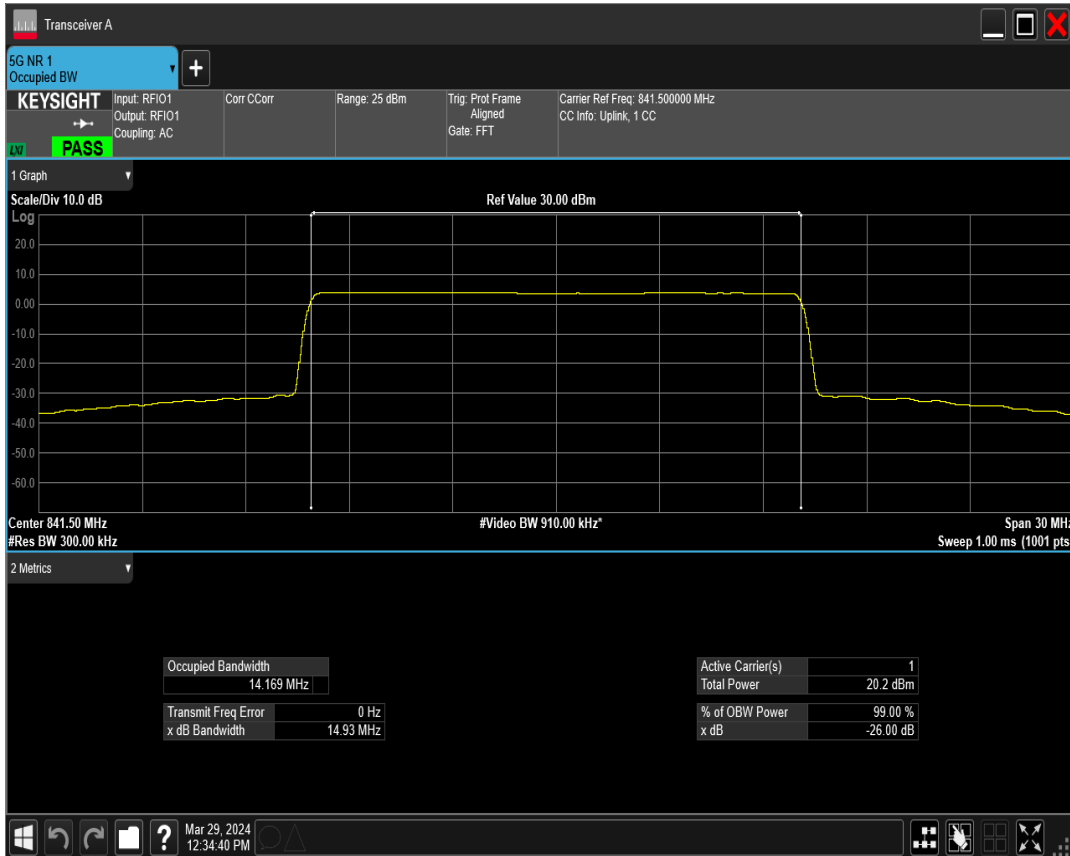 Transceiver A
5G NR 1
Occupied BW
+
KEYSIGHT
LXI
PASS
Input: RFIO1
Output: RFIO1
Coupling: AC
Corr CCorr
Range: 25 dBm
Trig: Prot Frame
Aligned
Gate: FFT
Carrier Ref Freq: 841.500000 MHz
CC Info: Uplink, 1 CC
1 Graph
Scale/Div 10.0 dB
Ref Value 30.00 dBm
Log
20.0
10.0
0.00
-10.0
-20.0
-30.0
-40.0
-50.0
-60.0
Center 841.50 MHz
#Video BW 910.00 kHz*
Span 30 MHz
#Res BW 300.00 kHz
Sweep 1.00 ms (1001 pts
2 Metrics
Occupied Bandwidth
14.169 MHz
Transmit Freq Error 0 Hz
x dB Bandwidth 14.93 MHz
Active Carrier(s) 1
Total Power 20.2 dBm
% of OBW Power 99.00 %
x dB -26.00 dB
?
Mar 29, 2024
12:34:40 PM